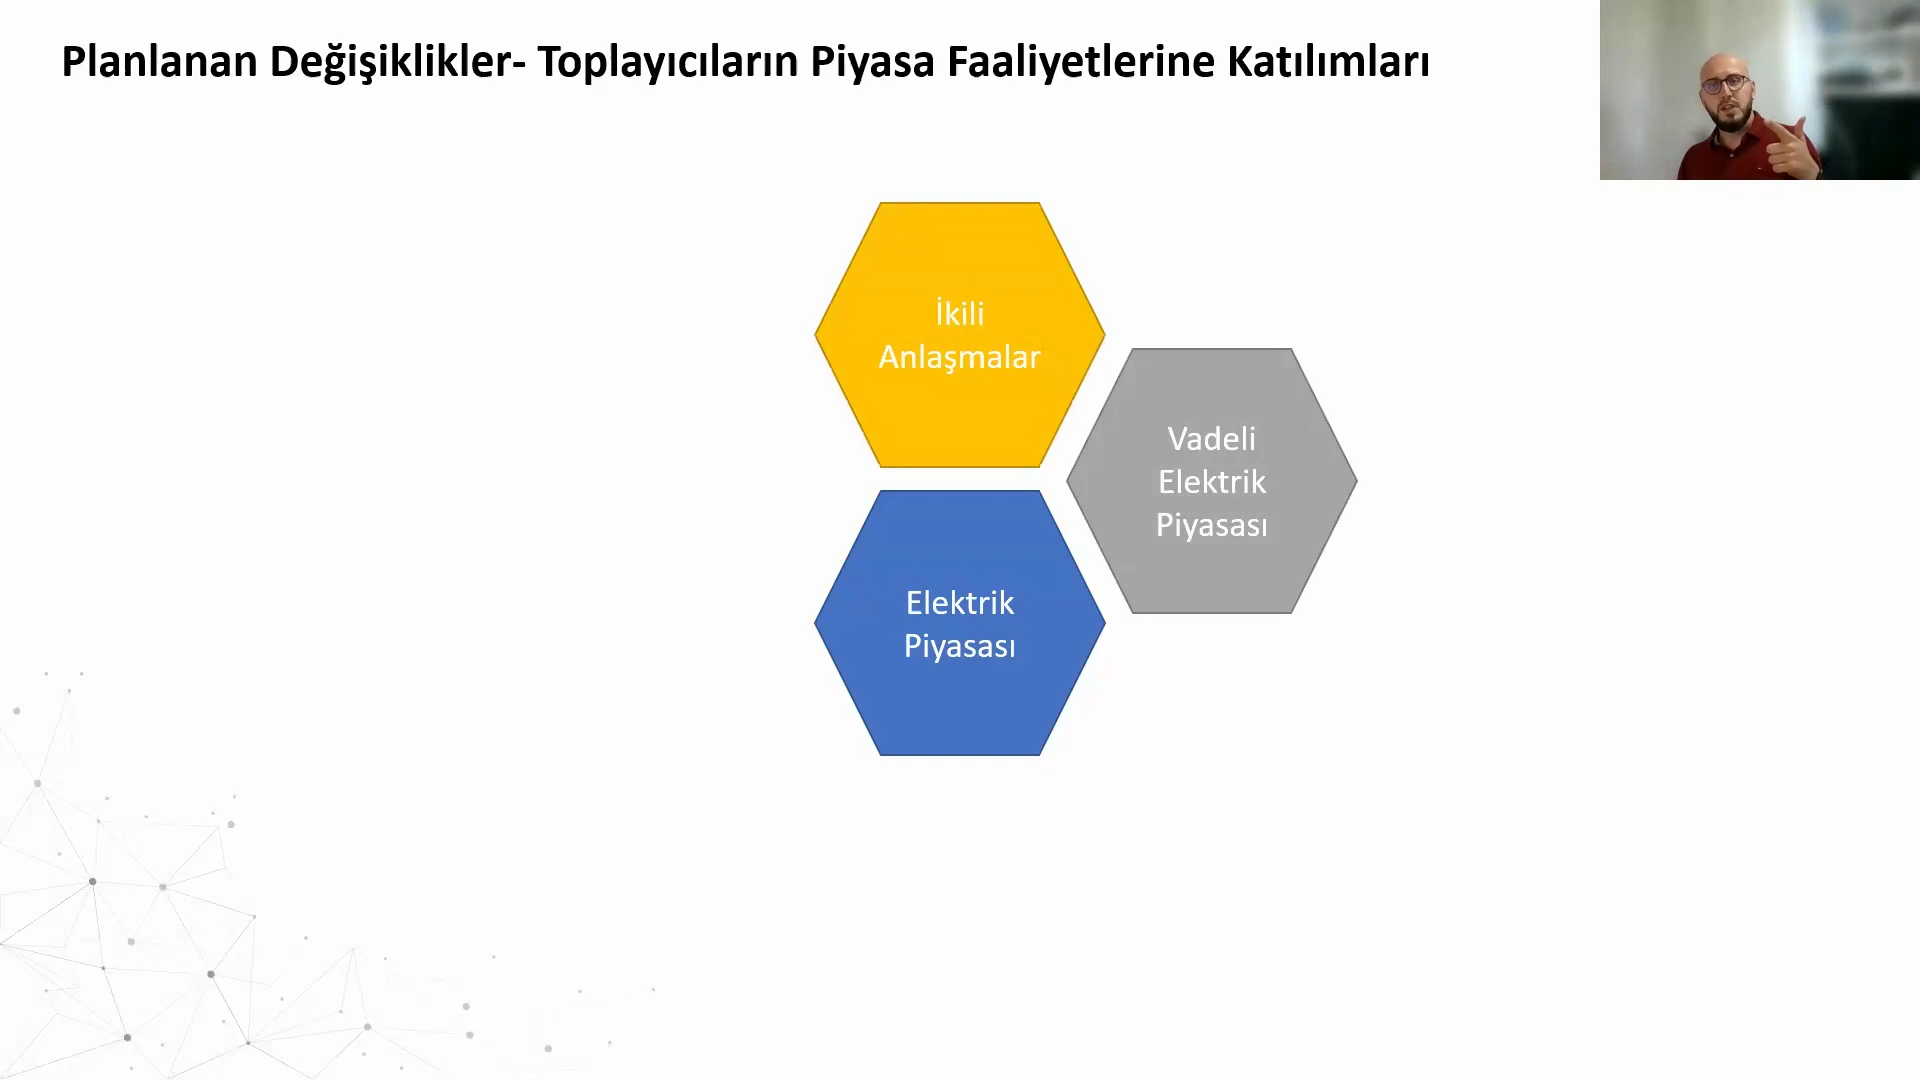 Planlanan Değişiklikler- Toplayıcıların Piyasa Faaliyetlerine Katılımları
İkili
Anlaşmalar
Vadeli
Elektrik
Piyasası
Elektrik
Piyasası